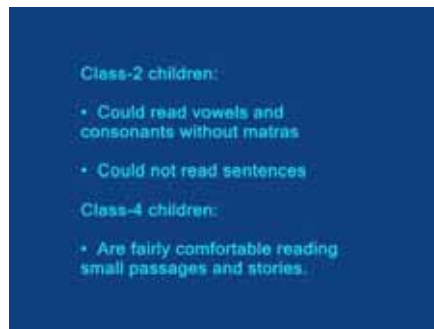 Class-2 children:
• Could read vowels and
consonants without matras
• Could not read sentences
Class-4 children:
• Are fairly comfortable reading
small passages and stories.